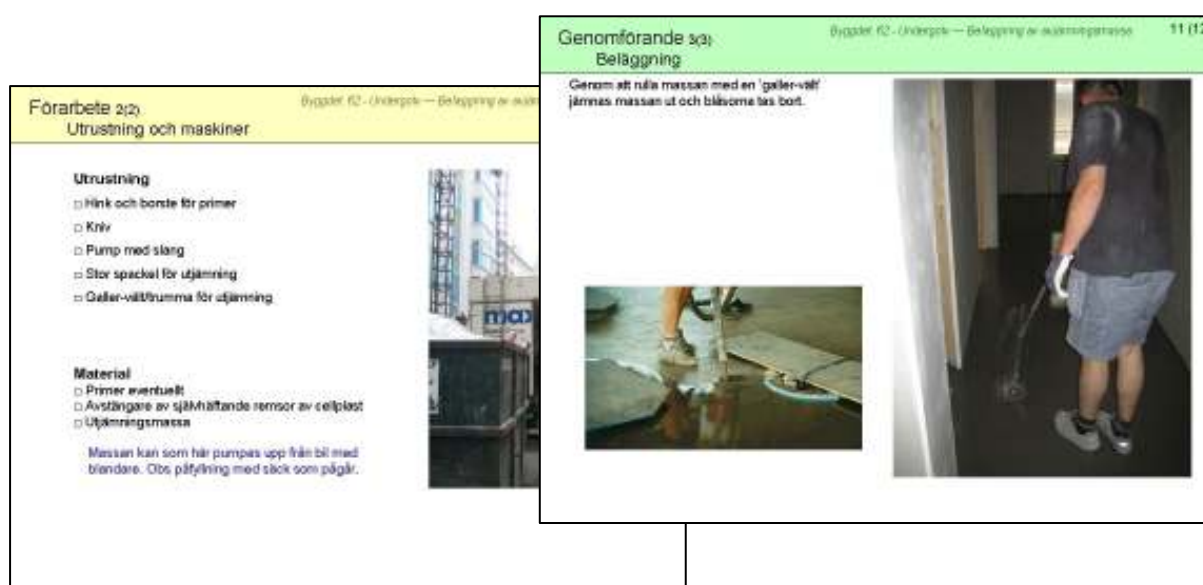 Förarbete 2(2)
Utrustning och maskiner
Utrustning
□ Hink och borste för primer
□ Kniv
□ Pump med slang
□ Stor spackel för utjämning
□ Galler-vält/trumma för utjämning
Material
□ Primer eventuellt
□ Avstängare av självhäftande remsor av cellplast
□ Utjämningsmassa
Massan kan som här pumpas upp från bil med
blandare. Obs påfyllning med säck som pågår.
Genomförande 3(3)
Beläggning
11 (12
Genom att rulla massan med en 'galler-vält'
jämnas massan ut och blåsorna tas bort.